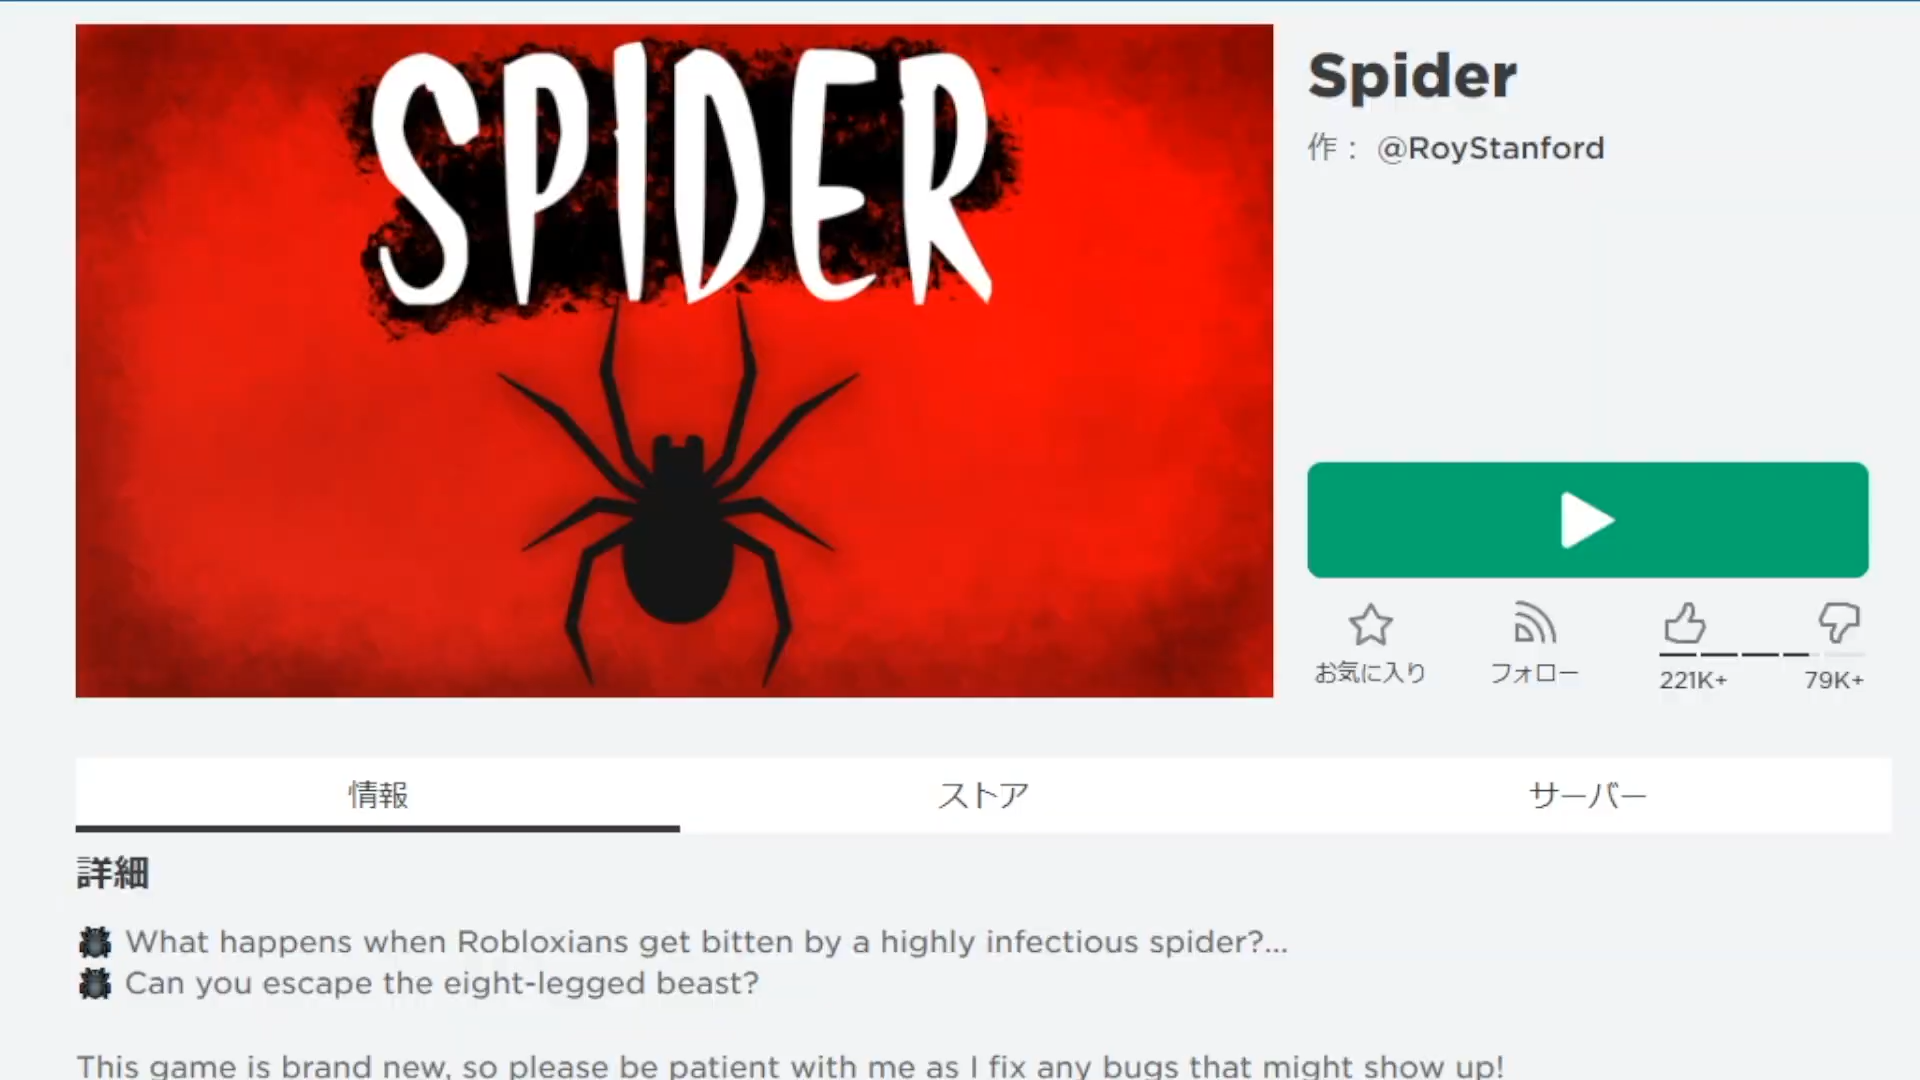 SPIDER
Spider
作： @RoyStanford
お気に入り
フォロー
221K+
79K+
情報
ストア
サーバー
詳細
What happens when Robloxians get bitten by a highly infectious spider?...
Can you escape the eight-legged beast?
This game is brand new, so please be patient with me as I fix any bugs that might show up!